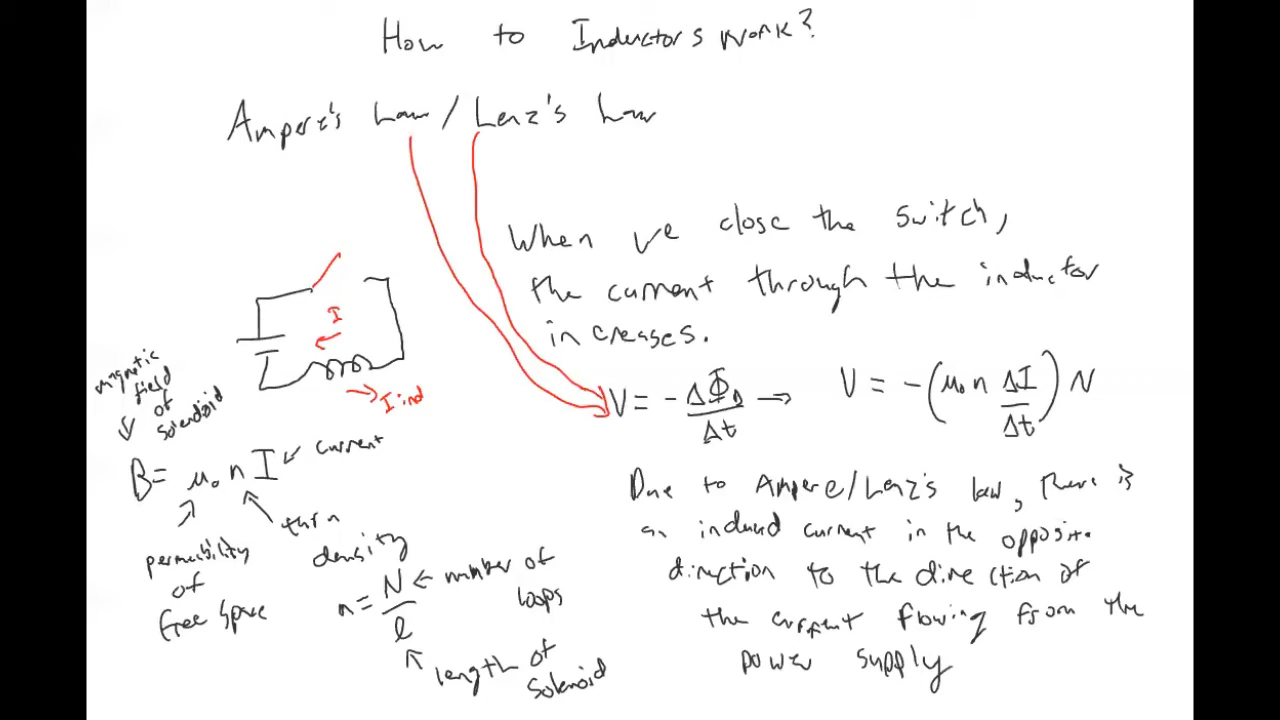 How to Inductors work?
Ampere's Law / Lenz's Law
When we close the switch,
the current through the inductor
increases.
I
I ind
magnetic
field
of
Solenoid
B = μ₀ n I
current
permeability
of
free space
turn
density
n = N/l
number of
loops
length of
Solenoid
V = - ΔΦ_B/Δt → V = -(μ₀ n ΔI/Δt) N
Due to Ampere/Lenz's law, there is
an induced current in the opposite
direction to the direction of
the current flowing from the
power supply